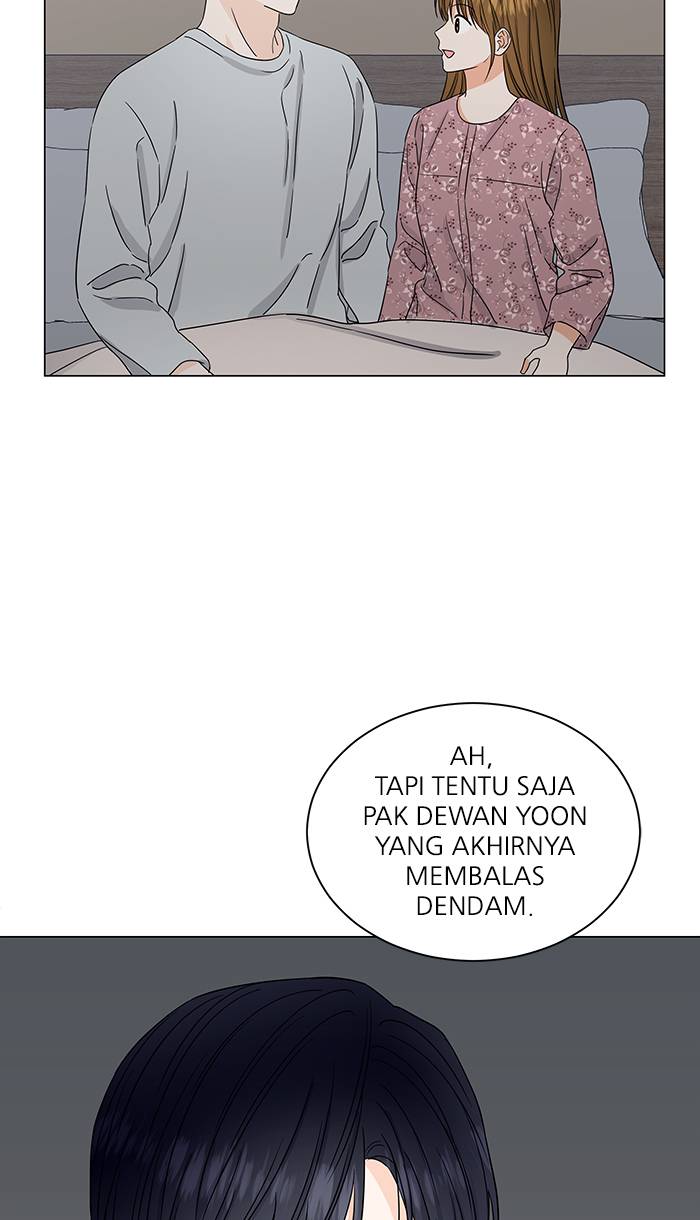 AH,
TAPI TENTU SAJA
PAK DEWAN YOON
YANG AKHIRNYA
MEMBALAS
DENDAM.